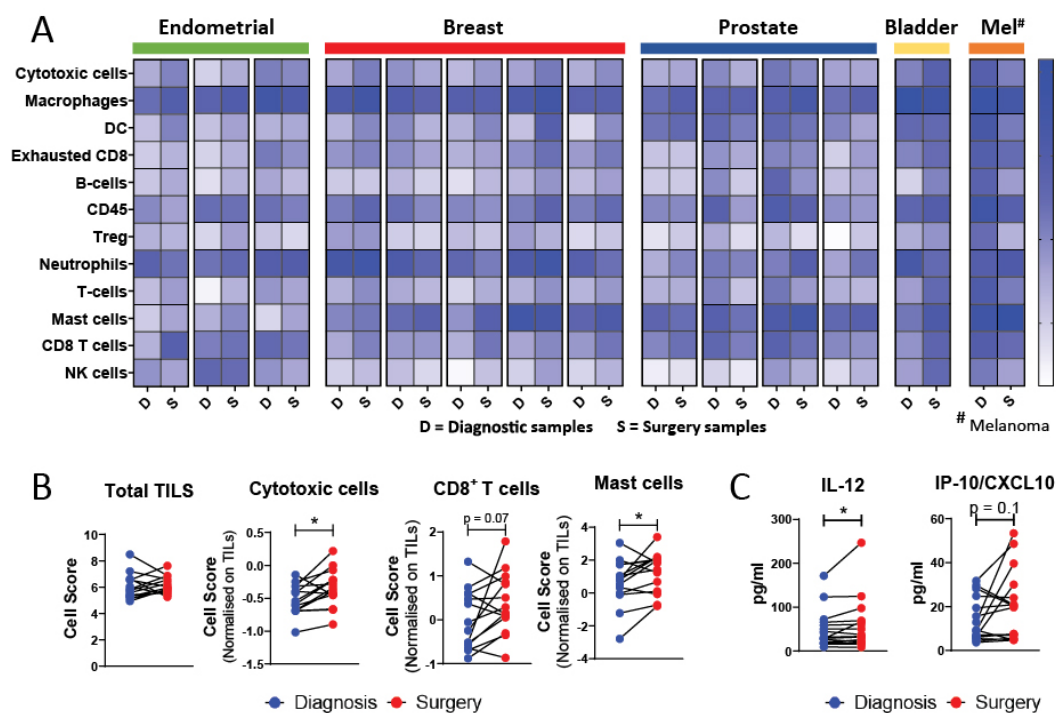 A
Endometrial Breast Prostate Bladder Mel#
Cytotoxic cells
Macrophages
DC
Exhausted CD8
B-cells
CD45
Treg
Neutrophils
T-cells
Mast cells
CD8 T cells
NK cells
D S D S D S D S D S D S D S D S D S D S D S D S D S D S
D = Diagnostic samples S = Surgery samples
# Melanoma
B
Total TILS
Cell Score
10
8
6
4
2
0
Cytotoxic cells
*
Cell Score
(Normalised on TILs)
0.5
0.0
-0.5
-1.0
-1.5
CD8+ T cells
p = 0.07
Cell Score
(Normalised on TILs)
2
1
0
-1
Mast cells
*
Cell Score
(Normalised on TILs)
4
2
0
-2
-4
Diagnosis Surgery
C
IL-12
*
pg/ml
300
200
100
0
IP-10/CXCL10
p = 0.1
pg/ml
60
40
20
0
Diagnosis Surgery